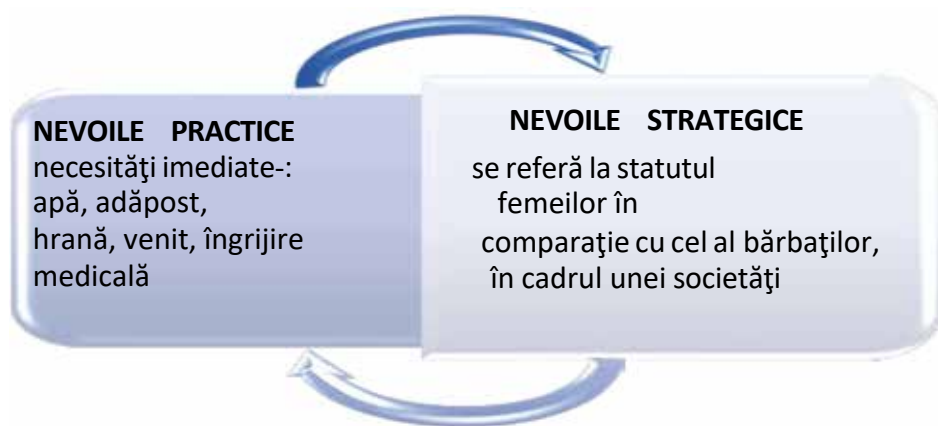 NEVOILE PRACTICE
necesităţi imediate-:
apă, adăpost,
hrană, venit, îngrijire
medicală
NEVOILE STRATEGICE
se referă la statutul
femeilor în
comparaţie cu cel al bărbaţilor,
în cadrul unei societăţi